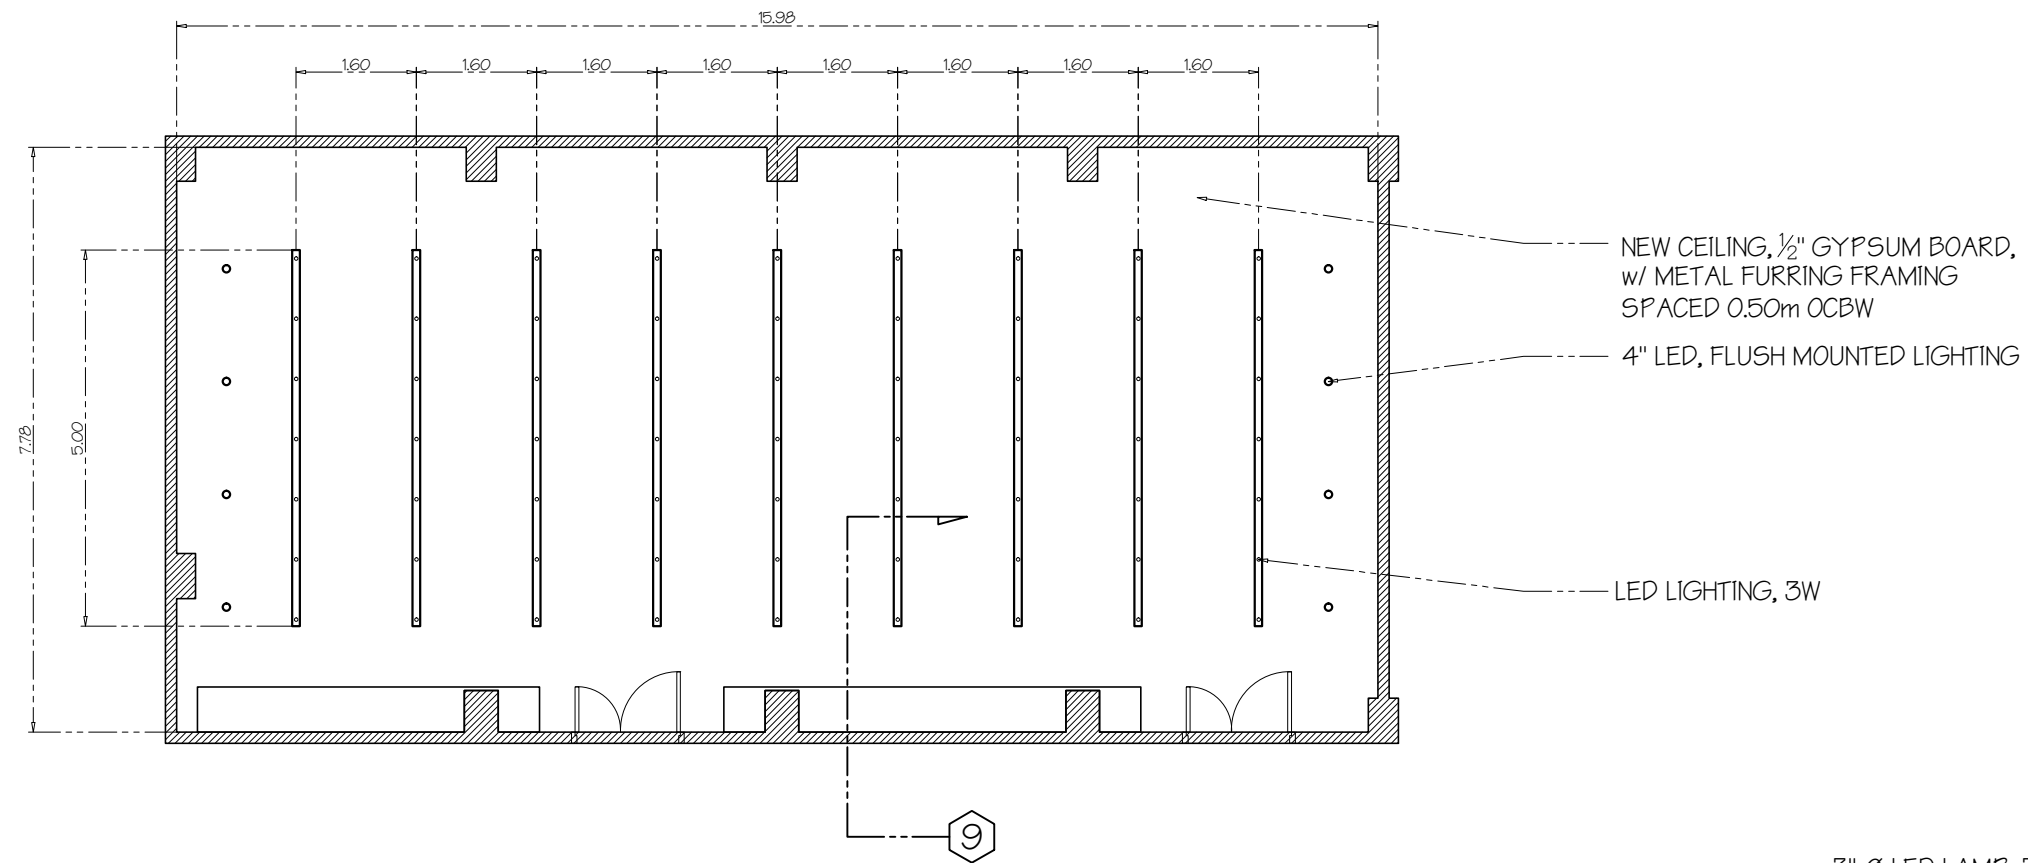 15.98
1.60 1.60 1.60 1.60 1.60 1.60 1.60 1.60
NEW CEILING, ½" GYPSUM BOARD,
w/ METAL FURRING FRAMING
SPACED 0.50m OCBW
4" LED, FLUSH MOUNTED LIGHTING
7.78
5.00
LED LIGHTING, 3W
9